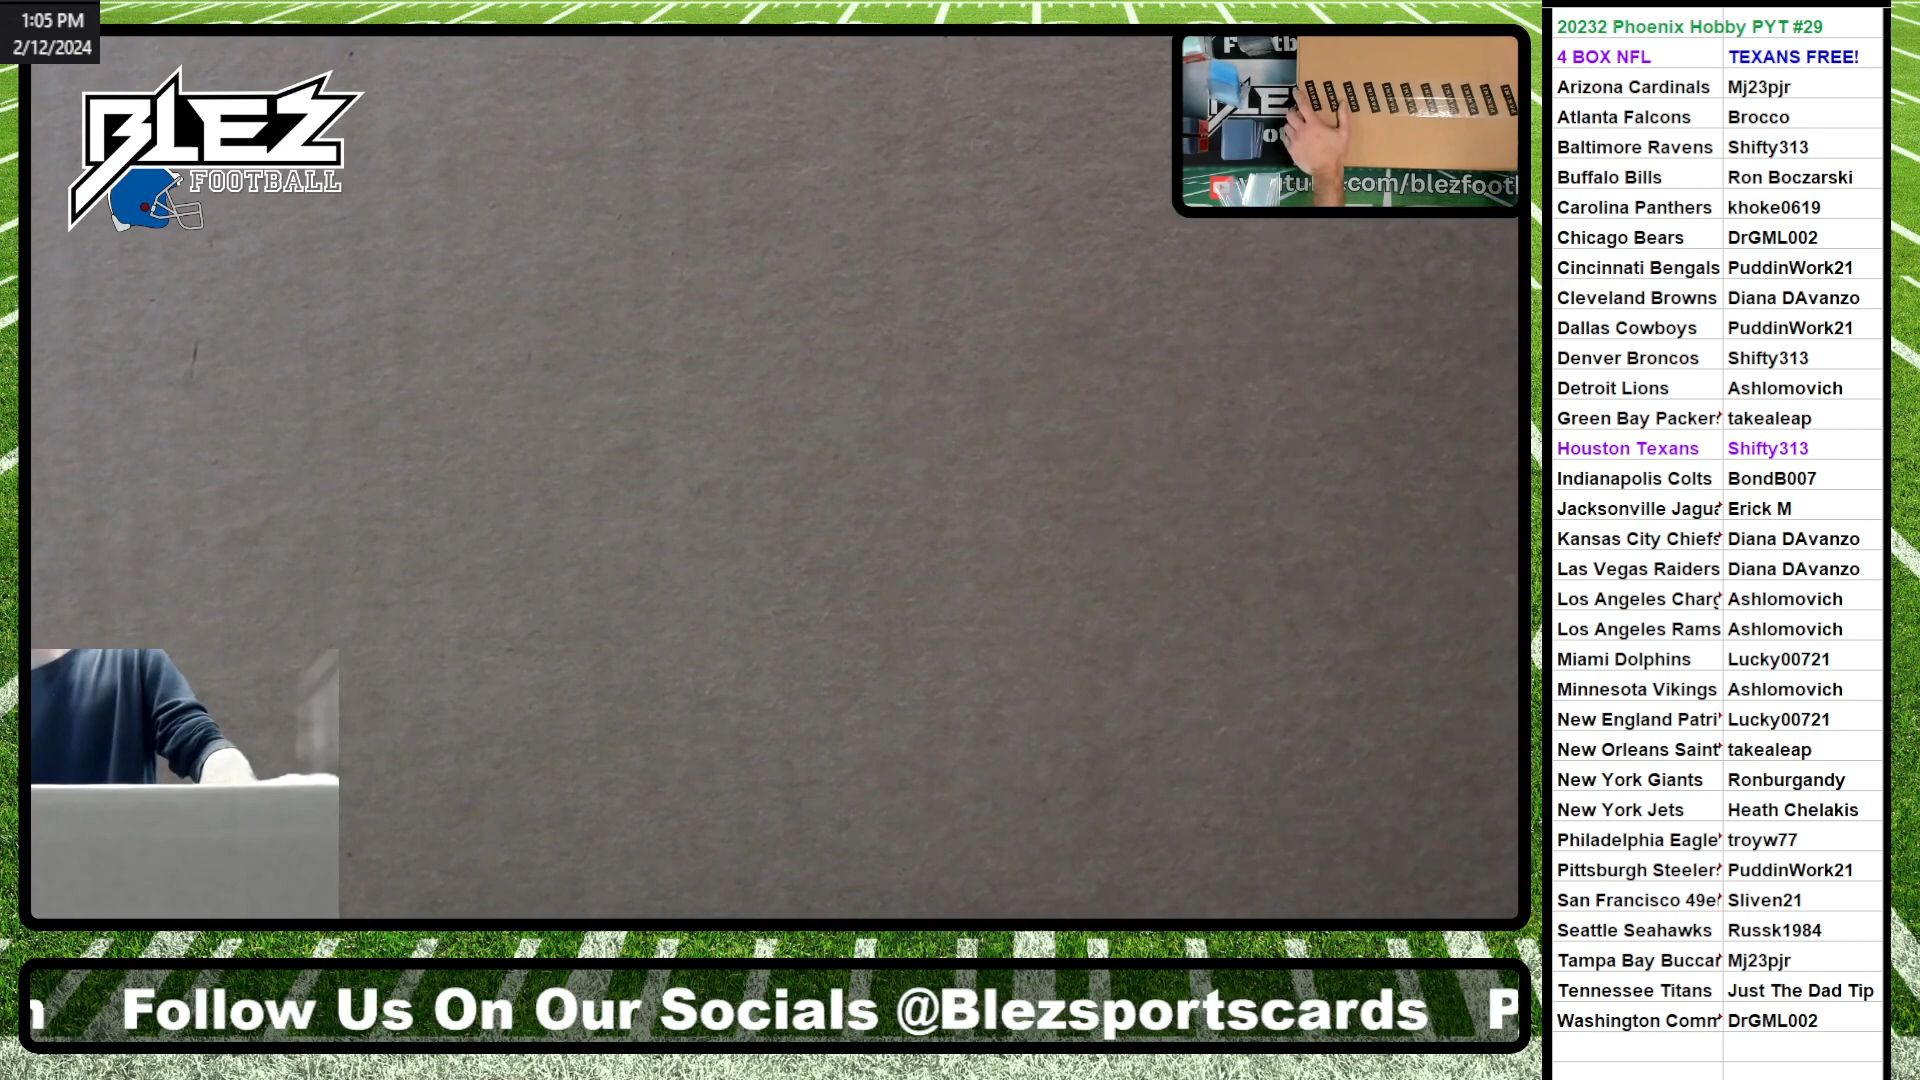 1:05 PM
2/12/2024
BLEZ
FOOTBALL
20232 Phoenix Hobby PYT #29
4 BOX NFL TEXANS FREE!
Arizona Cardinals Mj23pjr
Atlanta Falcons Brocco
Baltimore Ravens Shifty313
Buffalo Bills Ron Boczarski
Carolina Panthers khoke0619
Chicago Bears DrGML002
Cincinnati Bengals PuddinWork21
Cleveland Browns Diana DAvanzo
Dallas Cowboys PuddinWork21
Denver Broncos Shifty313
Detroit Lions Ashlomovich
Green Bay Packer takealeap
Houston Texans Shifty313
Indianapolis Colts BondB007
Jacksonville Jagua Erick M
Kansas City Chiefs Diana DAvanzo
Las Vegas Raiders Diana DAvanzo
Los Angeles Charg Ashlomovich
Los Angeles Rams Ashlomovich
Miami Dolphins Lucky00721
Minnesota Vikings Ashlomovich
New England Patri Lucky00721
New Orleans Saint takealeap
New York Giants Ronburgandy
New York Jets Heath Chelakis
Philadelphia Eagle troyw77
Pittsburgh Steeler PuddinWork21
San Francisco 49e Sliven21
Seattle Seahawks Russk1984
Tampa Bay Buccar Mj23pjr
Tennessee Titans Just The Dad Tip
Washington Comm DrGML002
Follow Us On Our Socials @Blezsportscards